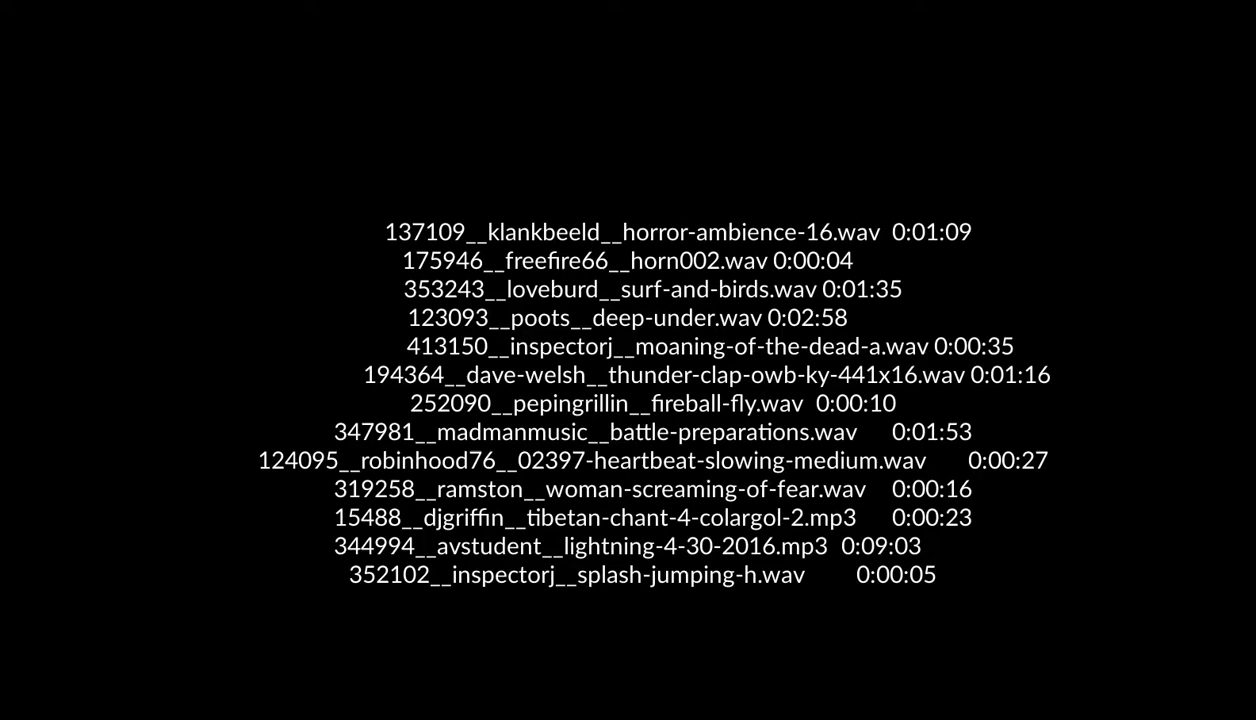 137109__klankbeeld__horror-ambience-16.wav 0:01:09
175946__freefire66__horn002.wav 0:00:04
353243__loveburd__surf-and-birds.wav 0:01:35
123093__poots__deep-under.wav 0:02:58
413150__inspectorj__moaning-of-the-dead-a.wav 0:00:35
194364__dave-welsh__thunder-clap-owb-ky-441x16.wav 0:01:16
252090__pepingrillin__fireball-fly.wav 0:00:10
347981__madmanmusic__battle-preparations.wav 0:01:53
124095__robinhood76__02397-heartbeat-slowing-medium.wav 0:00:27
319258__ramston__woman-screaming-of-fear.wav 0:00:16
15488__djgriffin__tibetan-chant-4-colargol-2.mp3 0:00:23
344994__avstudent__lightning-4-30-2016.mp3 0:09:03
352102__inspectorj__splash-jumping-h.wav 0:00:05